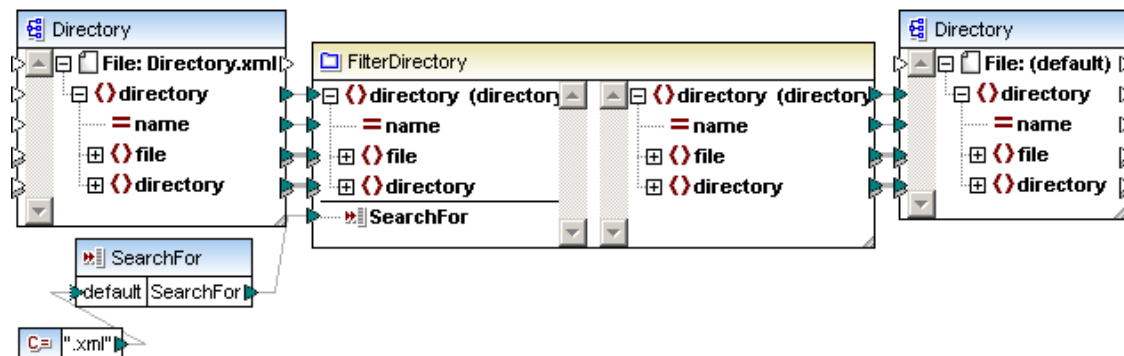 Directory
File: Directory.xml
directory
name
file
directory
FilterDirectory
directory (directory
name
file
directory
SearchFor
directory (directory
name
file
directory
Directory
File: (default)
directory
name
file
directory
SearchFor
default SearchFor
C= ".xml"